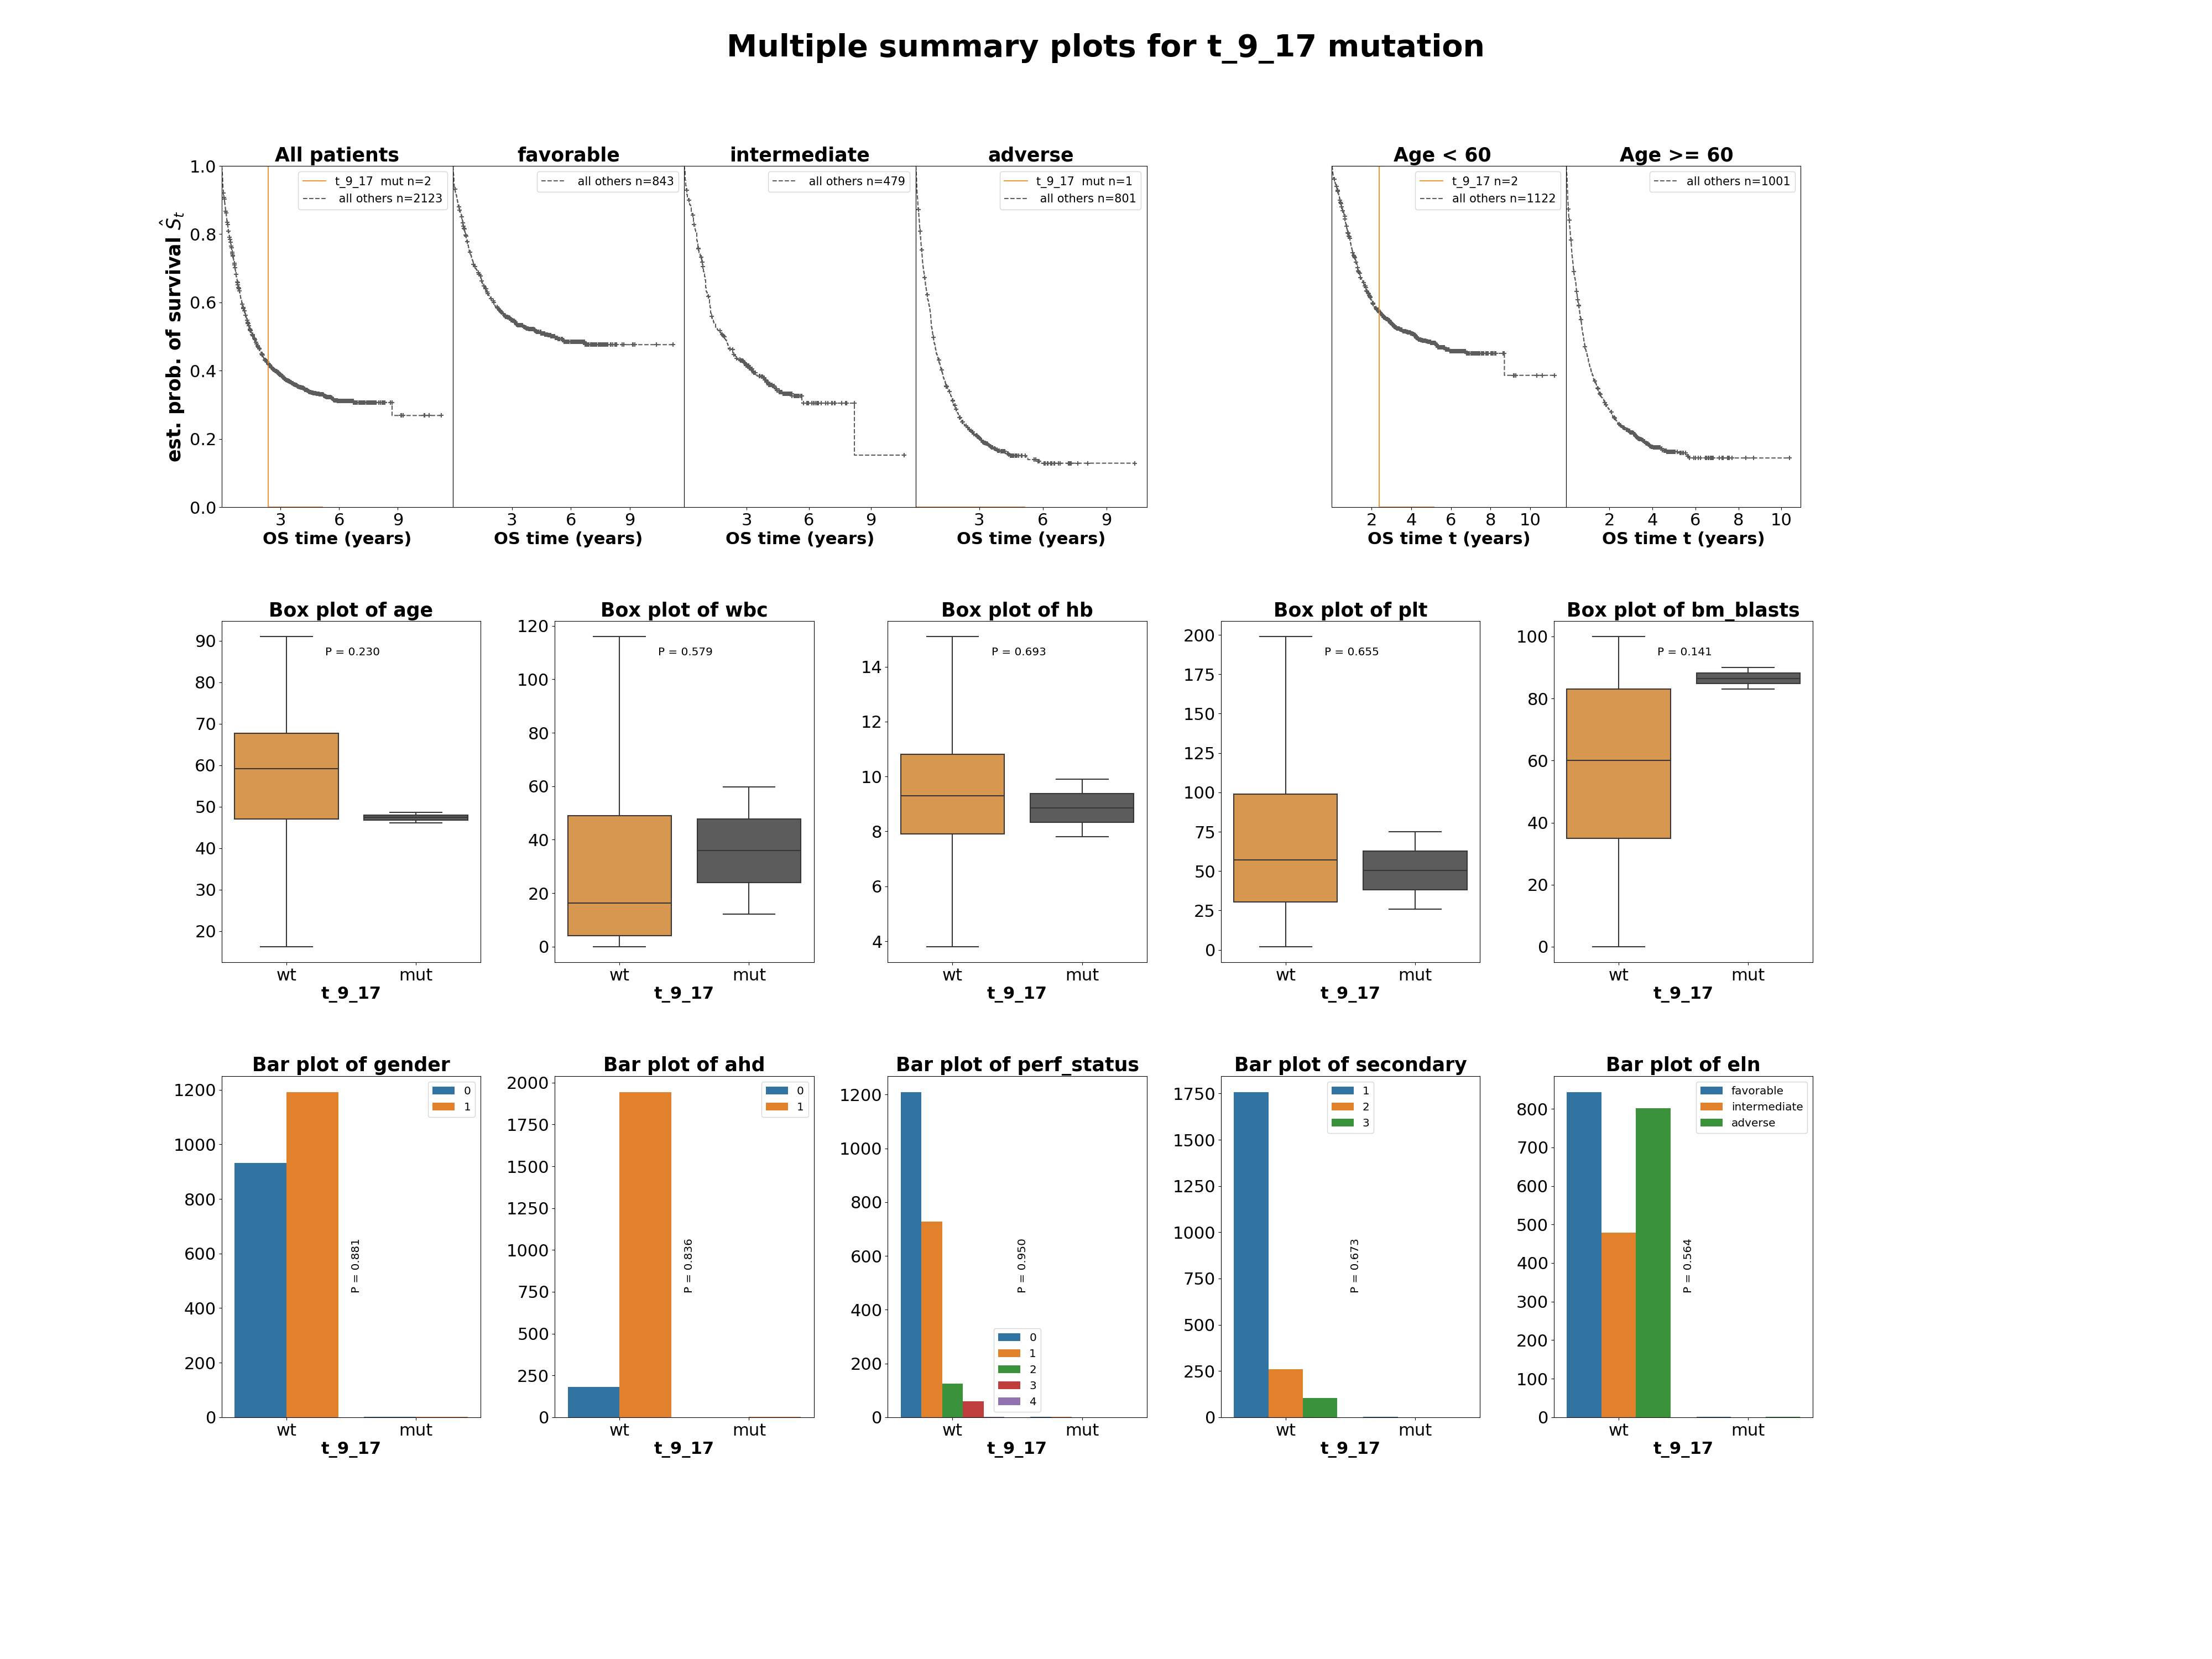 Multiple summary plots for t_9_17 mutation
All patients
favorable
intermediate
adverse
Age < 60
Age >= 60
est. prob. of survival Ŝt
1.0
0.8
0.6
0.4
0.2
0.0
t_9_17 mut n=2
all others n=2123
all others n=843
all others n=479
t_9_17 mut n=1
all others n=801
t_9_17 n=2
all others n=1122
all others n=1001
3 6 9
3 6 9
3 6 9
3 6 9
2 4 6 8 10
2 4 6 8 10
OS time (years)
OS time (years)
OS time (years)
OS time (years)
OS time t (years)
OS time t (years)
Box plot of age
90
80
70
60
50
40
30
20
P = 0.230
wt mut
t_9_17
Box plot of wbc
120
100
80
60
40
20
0
P = 0.579
wt mut
t_9_17
Box plot of hb
14
12
10
8
6
4
P = 0.693
wt mut
t_9_17
Box plot of plt
200
175
150
125
100
75
50
25
0
P = 0.655
wt mut
t_9_17
Box plot of bm_blasts
100
80
60
40
20
0
P = 0.141
wt mut
t_9_17
Bar plot of gender
1200
1000
800
600
400
200
0
0
1
P = 0.881
wt mut
t_9_17
Bar plot of ahd
2000
1750
1500
1250
1000
750
500
250
0
0
1
P = 0.836
wt mut
t_9_17
Bar plot of perf_status
1200
1000
800
600
400
200
0
P = 0.950
0
1
2
3
4
wt mut
t_9_17
Bar plot of secondary
1750
1500
1250
1000
750
500
250
0
1
2
3
P = 0.673
wt mut
t_9_17
Bar plot of eln
800
700
600
500
400
300
200
100
0
favorable
intermediate
adverse
P = 0.564
wt mut
t_9_17